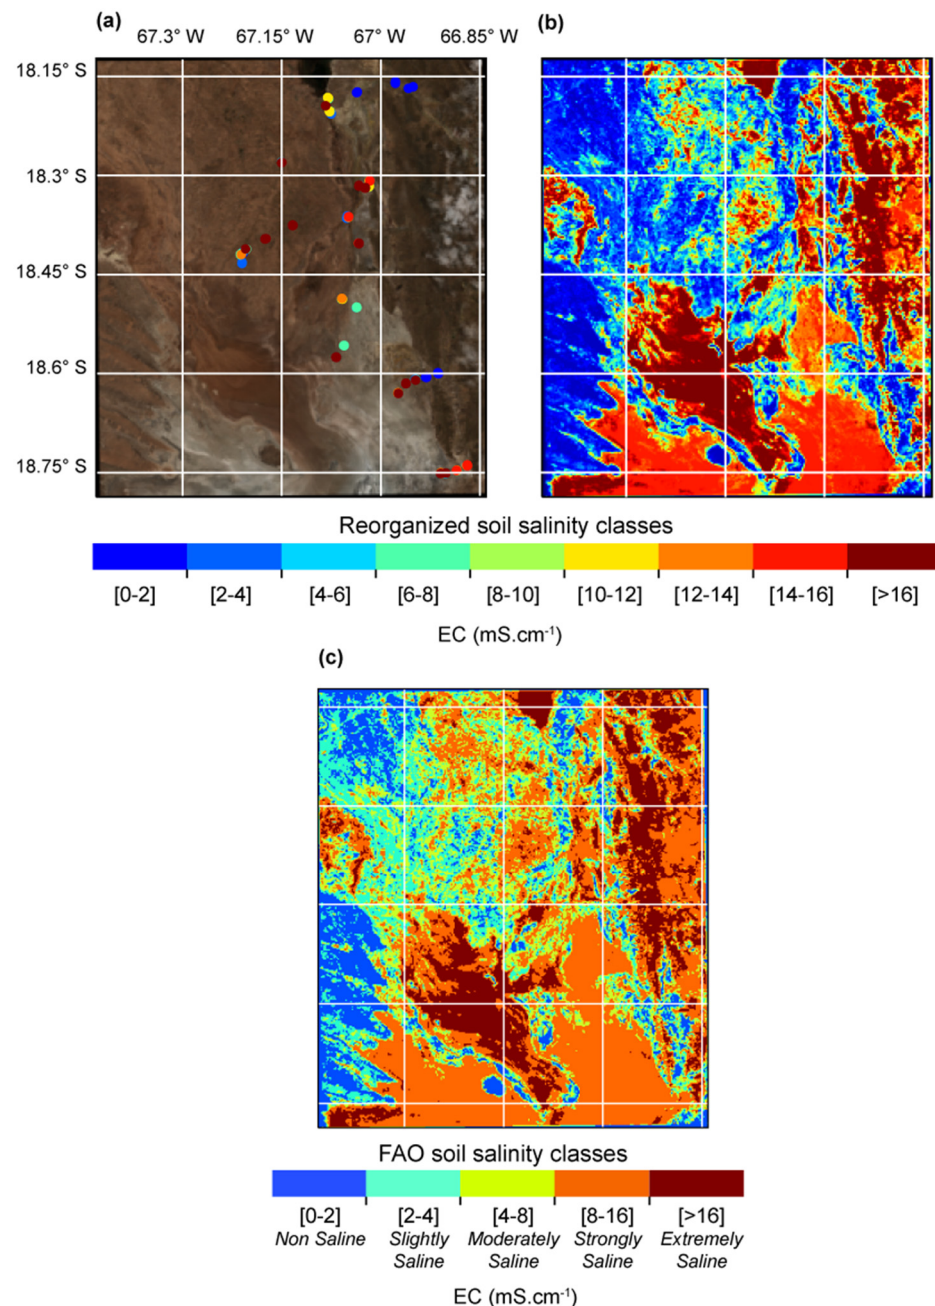 (a)
67.3° W 67.15° W 67° W 66.85° W
(b)
18.15° S
18.3° S
18.45° S
18.6° S
18.75° S
Reorganized soil salinity classes
[0-2] [2-4] [4-6] [6-8] [8-10] [10-12] [12-14] [14-16] [>16]
EC (mS.cm⁻¹)
(c)
FAO soil salinity classes
[0-2] [2-4] [4-8] [8-16] [>16]
Non Saline Slightly Moderately Strongly Extremely
Saline Saline Saline Saline
EC (mS.cm⁻¹)